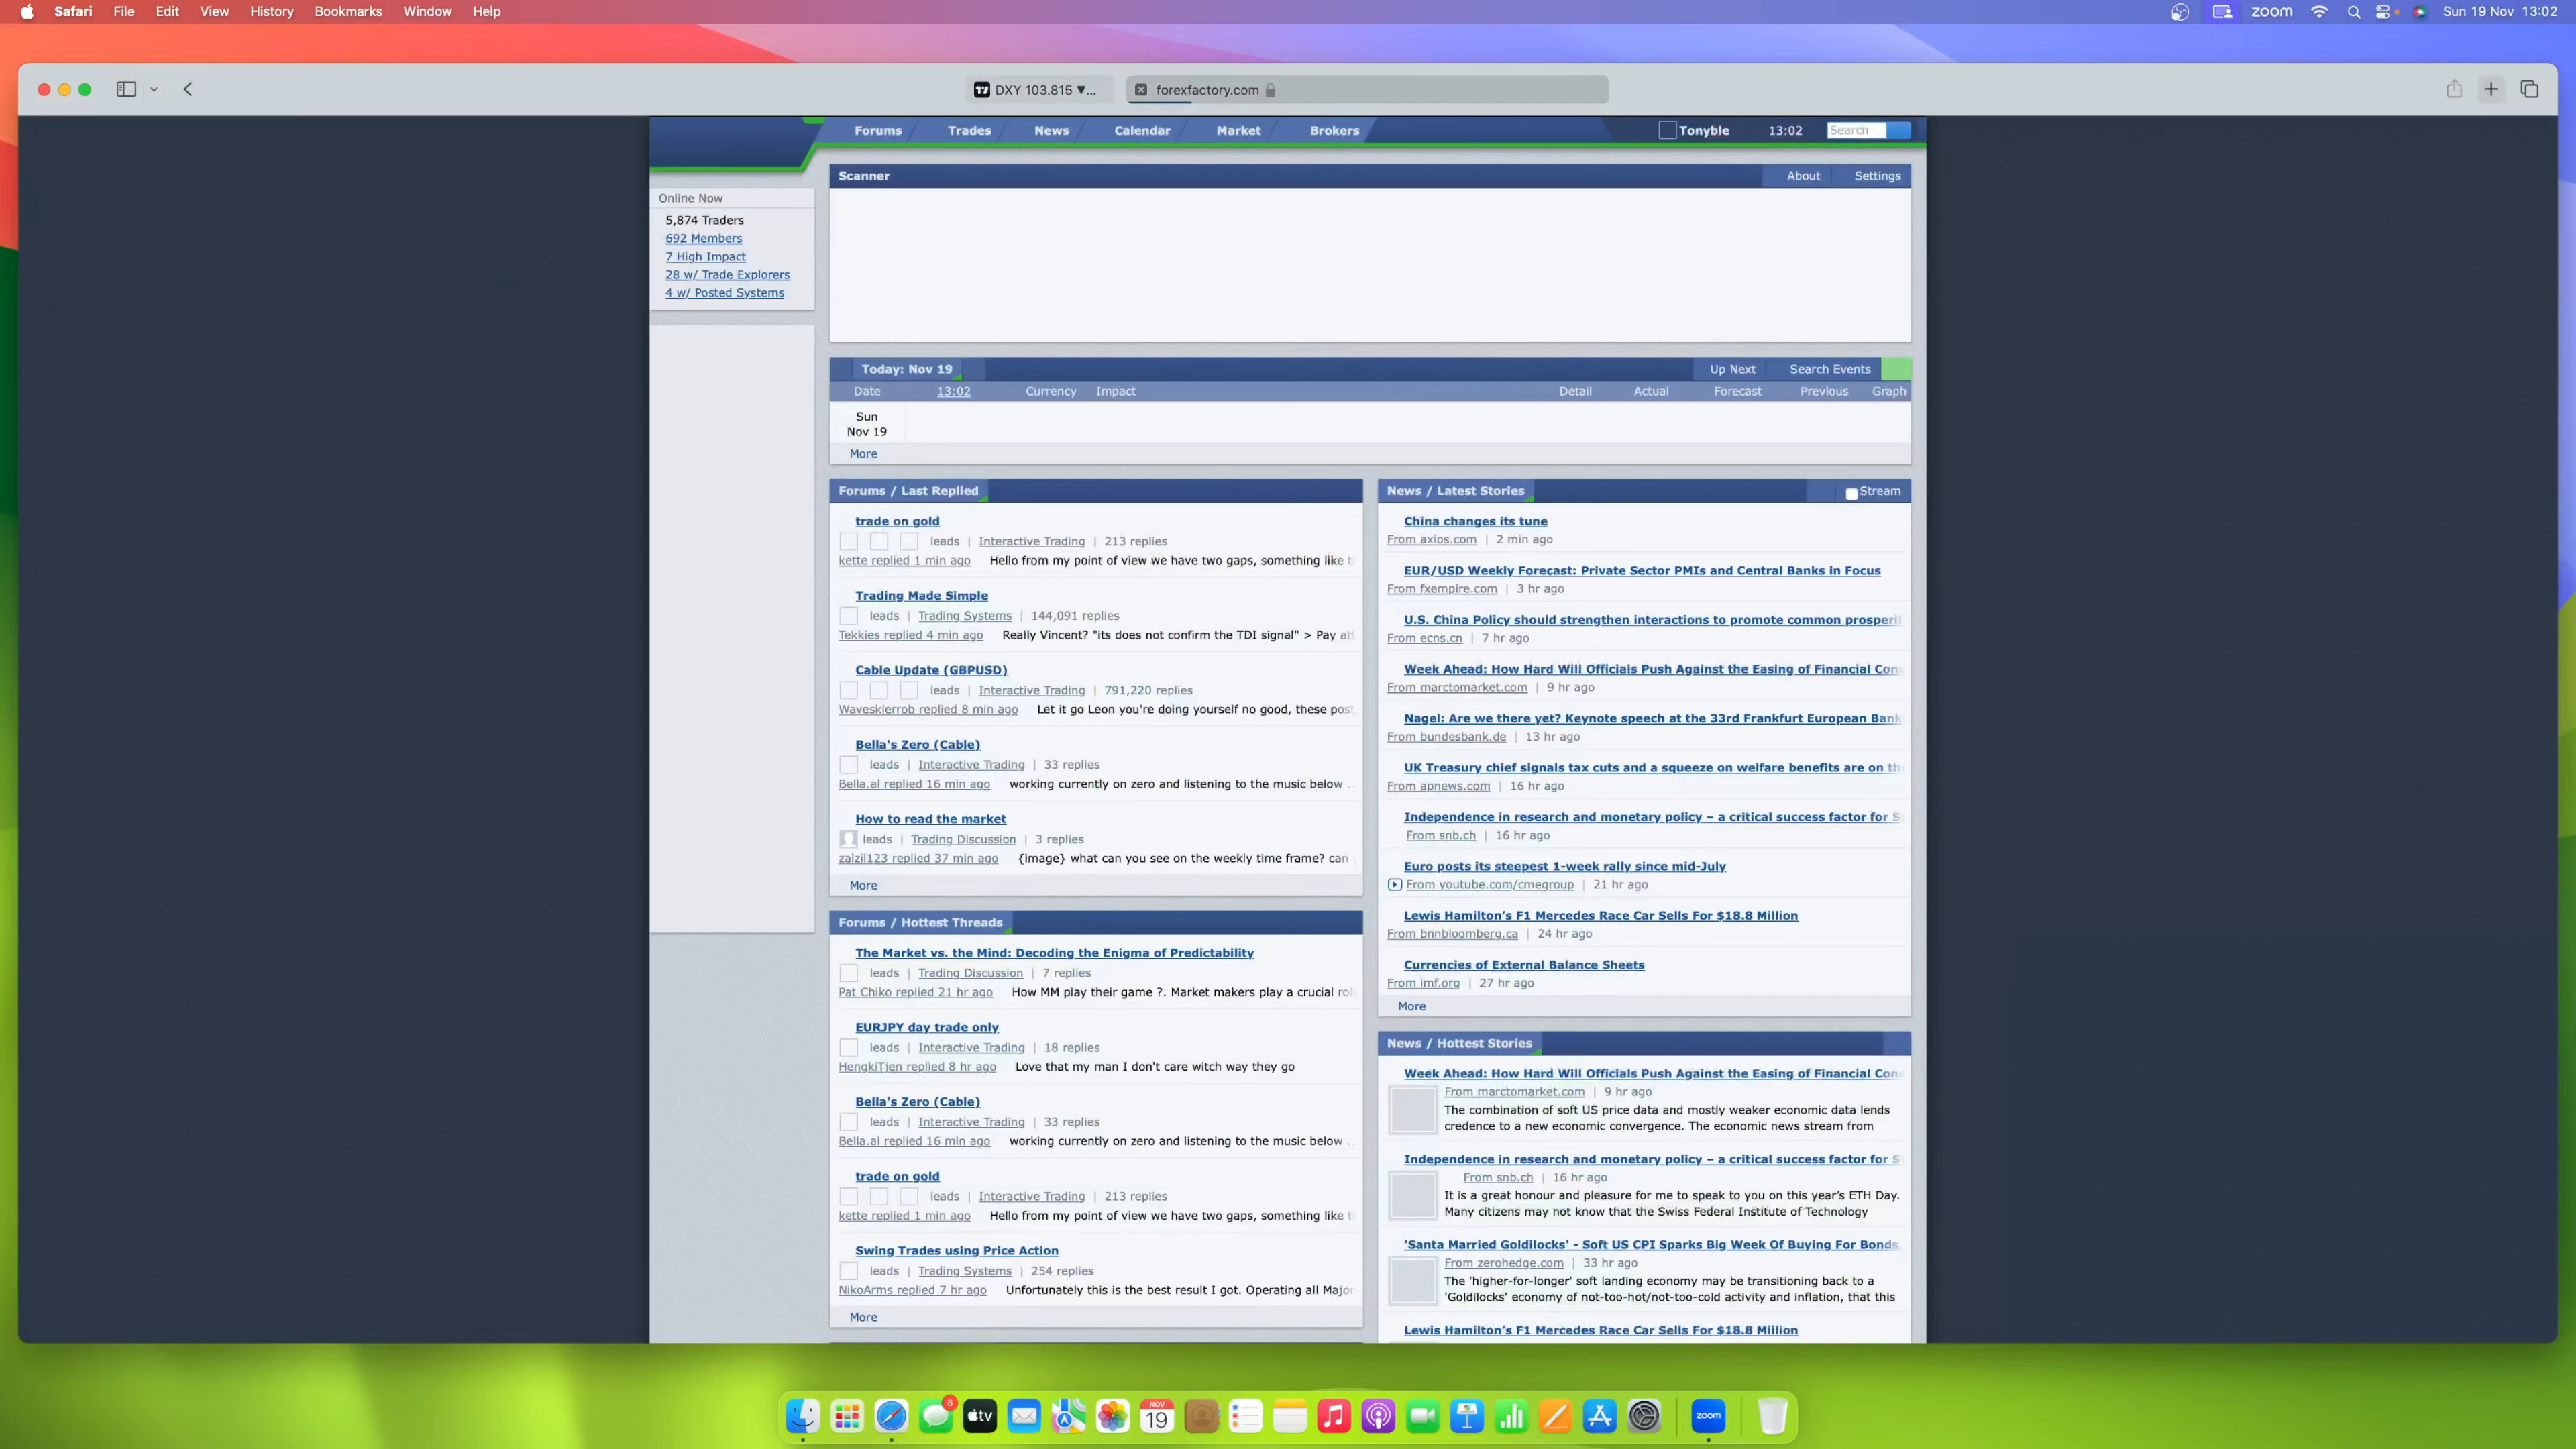 Safari File Edit View History Bookmarks Window Help zoom Sun 19 Nov 13:02
DXY 103.815 ▼... forexfactory.com
Forums Trades News Calendar Market Brokers Tonyble 13:02 Search
Scanner About Settings
Online Now
5,874 Traders
692 Members
7 High Impact
28 w/ Trade Explorers
4 w/ Posted Systems
Today: Nov 19 Up Next Search Events
Date 13:02 Currency Impact Detail Actual Forecast Previous Graph
Sun
Nov 19
More
Forums / Last Replied
trade on gold
leads | Interactive Trading | 213 replies
kette replied 1 min ago Hello from my point of view we have two gaps, something like
Trading Made Simple
leads | Trading Systems | 144,091 replies
Tekkies replied 4 min ago Really Vincent? "its does not confirm the TDI signal" > Pay
Cable Update (GBPUSD)
leads | Interactive Trading | 791,220 replies
Waveskierrob replied 8 min ago Let it go Leon you're doing yourself no good, these post
Bella's Zero (Cable)
leads | Interactive Trading | 33 replies
Bella.al replied 16 min ago working currently on zero and listening to the music below ..
How to read the market
leads | Trading Discussion | 3 replies
zalzil123 replied 37 min ago {image} what can you see on the weekly time frame? can
More
Forums / Hottest Threads
The Market vs. the Mind: Decoding the Enigma of Predictability
leads | Trading Discussion | 7 replies
Pat Chiko replied 21 hr ago How MM play their game ?. Market makers play a crucial
EURJPY day trade only
leads | Interactive Trading | 18 replies
HengkiTjen replied 8 hr ago Love that my man I don't care witch way they go
Bella's Zero (Cable)
leads | Interactive Trading | 33 replies
Bella.al replied 16 min ago working currently on zero and listening to the music below ..
trade on gold
leads | Interactive Trading | 213 replies
kette replied 1 min ago Hello from my point of view we have two gaps, something like
Swing Trades using Price Action
leads | Trading Systems | 254 replies
NikoArms replied 7 hr ago Unfortunately this is the best result I got. Operating all Major
More
News / Latest Stories Stream
China changes its tune
From axios.com | 2 min ago
EUR/USD Weekly Forecast: Private Sector PMIs and Central Banks in Focus
From fxempire.com | 3 hr ago
U.S. China Policy should strengthen interactions to promote common
From ecns.cn | 7 hr ago
Week Ahead: How Hard Will Officials Push Against the Easing of Financial
From marctomarket.com | 9 hr ago
Nagel: Are we there yet? Keynote speech at the 33rd Frankfurt European
From bundesbank.de | 13 hr ago
UK Treasury chief signals tax cuts and a squeeze on welfare benefits are on
From apnews.com | 16 hr ago
Independence in research and monetary policy – a critical success factor for
From snb.ch | 16 hr ago
Euro posts its steepest 1-week rally since mid-July
From youtube.com/cmegroup | 21 hr ago
Lewis Hamilton's F1 Mercedes Race Car Sells For $18.8 Million
From bnnbloomberg.ca | 24 hr ago
Currencies of External Balance Sheets
From imf.org | 27 hr ago
More
News / Hottest Stories
Week Ahead: How Hard Will Officials Push Against the Easing of Financial
From marctomarket.com | 9 hr ago
The combination of soft US price data and mostly weaker economic data lends
credence to a new economic convergence. The economic news stream from
Independence in research and monetary policy – a critical success factor for
From snb.ch | 16 hr ago
It is a great honour and pleasure for me to speak to you on this year's ETH Day.
Many citizens may not know that the Swiss Federal Institute of Technology
'Santa Married Goldilocks' - Soft US CPI Sparks Big Week Of Buying For Bonds,
From zerohedge.com | 33 hr ago
The 'higher-for-longer' soft landing economy may be transitioning back to a
'Goldilocks' economy of not-too-hot/not-too-cold activity and inflation, that this
Lewis Hamilton's F1 Mercedes Race Car Sells For $18.8 Million
8 tv NOV 19 zoom